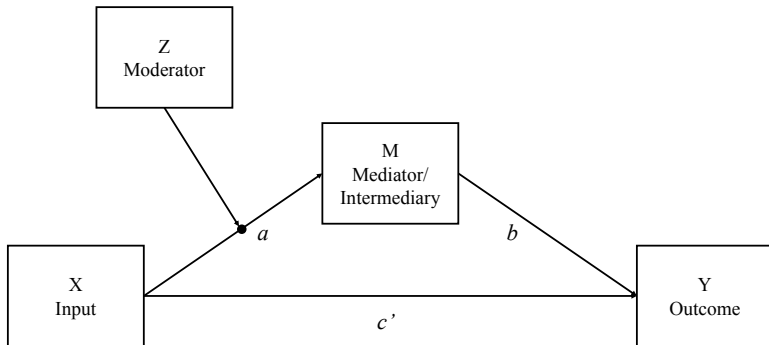 Z
Moderator
M
Mediator/
Intermediary
a
b
X
Input
Y
Outcome
c’